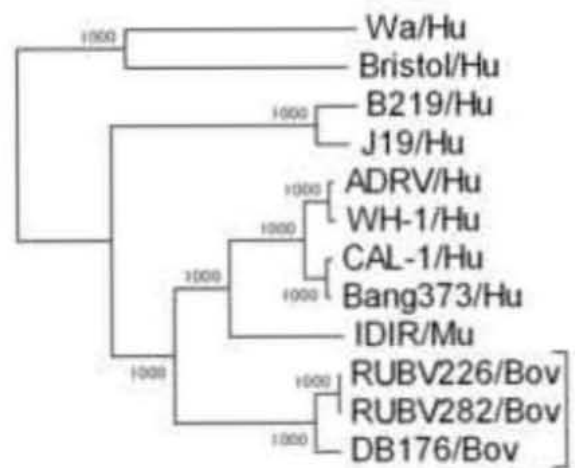 1000
Wa/Hu
Bristol/Hu
1000
B219/Hu
J19/Hu
1000
ADRV/Hu
WH-1/Hu
1000
CAL-1/Hu
1000
Bang373/Hu
1000
IDIR/Mu
1000
RUBV226/Bov
1000
RUBV282/Bov
1000
DB176/Bov